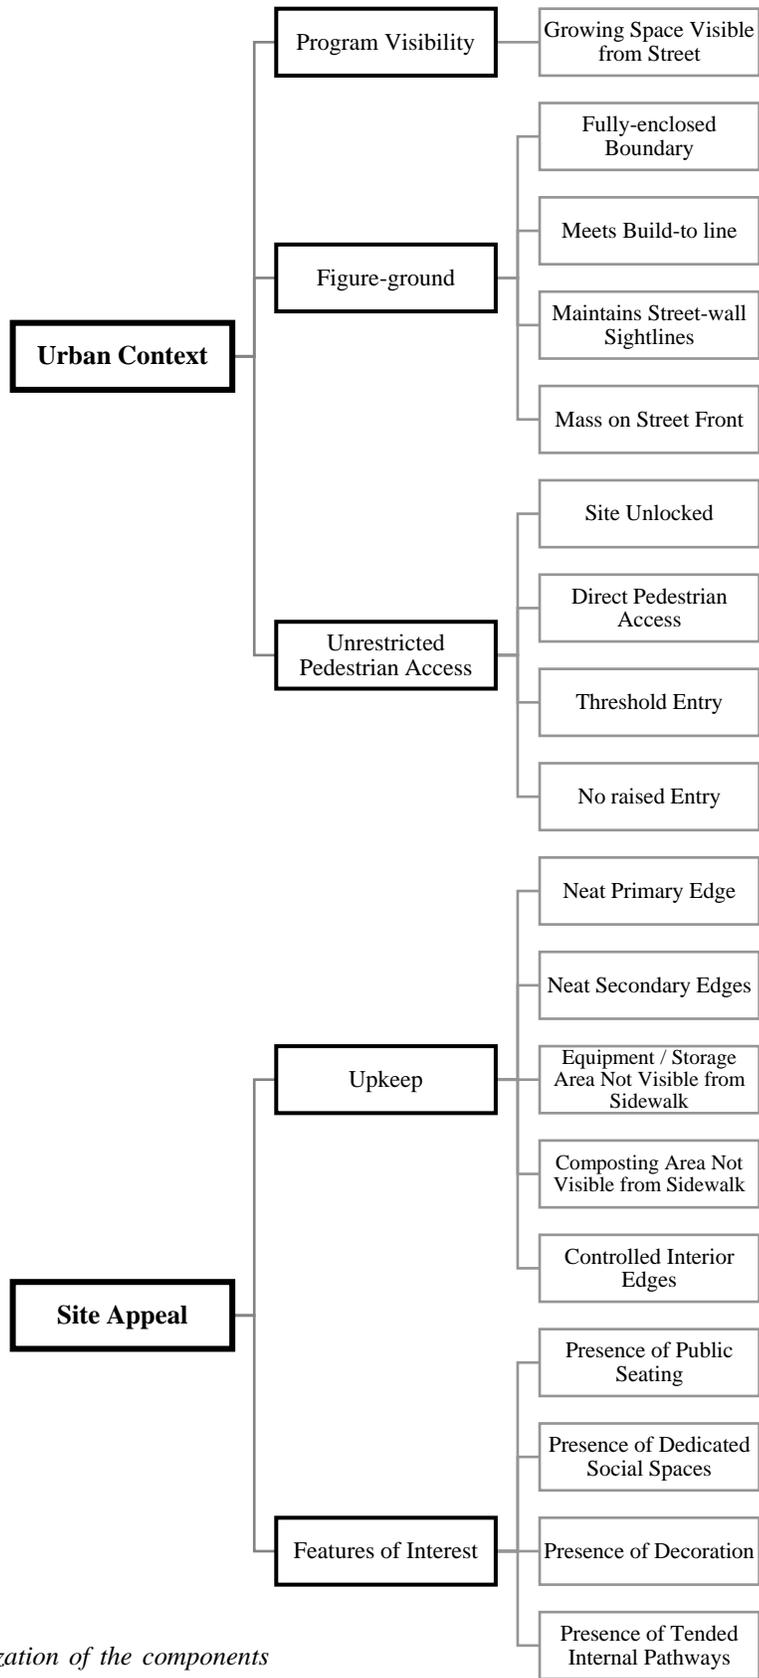 Program Visibility
Growing Space Visible
from Street
Urban Context
Figure-ground
Fully-enclosed
Boundary
Meets Build-to line
Maintains Street-wall
Sightlines
Mass on Street Front
Unrestricted
Pedestrian Access
Site Unlocked
Direct Pedestrian
Access
Threshold Entry
No raised Entry
Site Appeal
Upkeep
Neat Primary Edge
Neat Secondary Edges
Equipment / Storage
Area Not Visible from
Sidewalk
Composting Area Not
Visible from Sidewalk
Controlled Interior
Edges
Features of Interest
Presence of Public
Seating
Presence of Dedicated
Social Spaces
Presence of Decoration
Presence of Tended
Internal Pathways
of the components